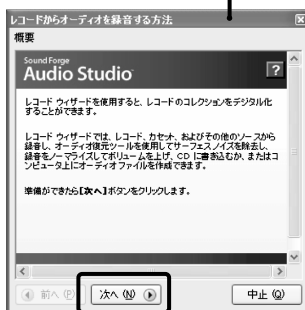 レコードからオーディオを録音する方法
概要
Sound Forge
Audio Studio
?
レコード ウィザードを使用すると、レコードのコレクションをデジタル化
することができます。
レコード ウィザードでは、レコード、カセット、およびその他のソースから
録音し、オーディオ復元ツールを使用してサーフェスノイズを除去し、
録音をノーマライズしてボリュームを上げ、CD に書き込むか、またはコ
ンピュータ上にオーディオ ファイルを作成できます。
準備ができたら【次へ】ボタンをクリックします。
前へ (P)
次へ (N)
中止 (Q)